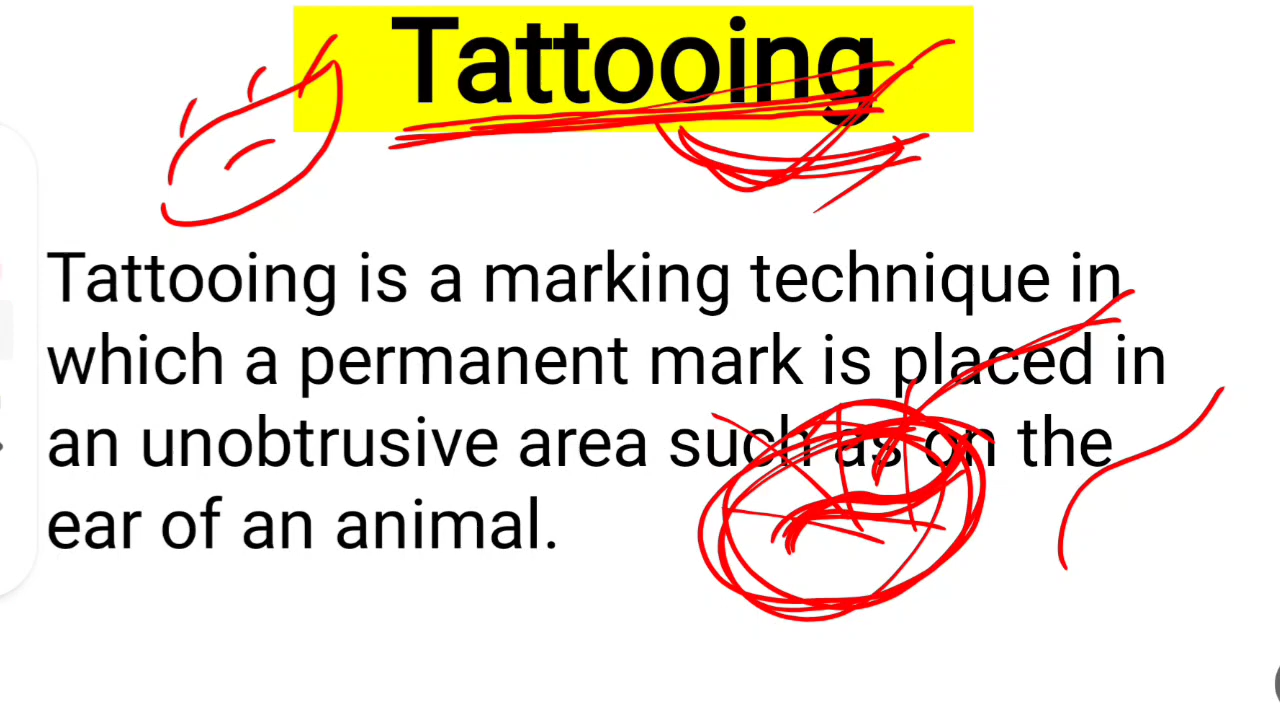 Tattooing
Tattooing is a marking technique in
which a permanent mark is placed in
an unobtrusive area such as on the
ear of an animal.